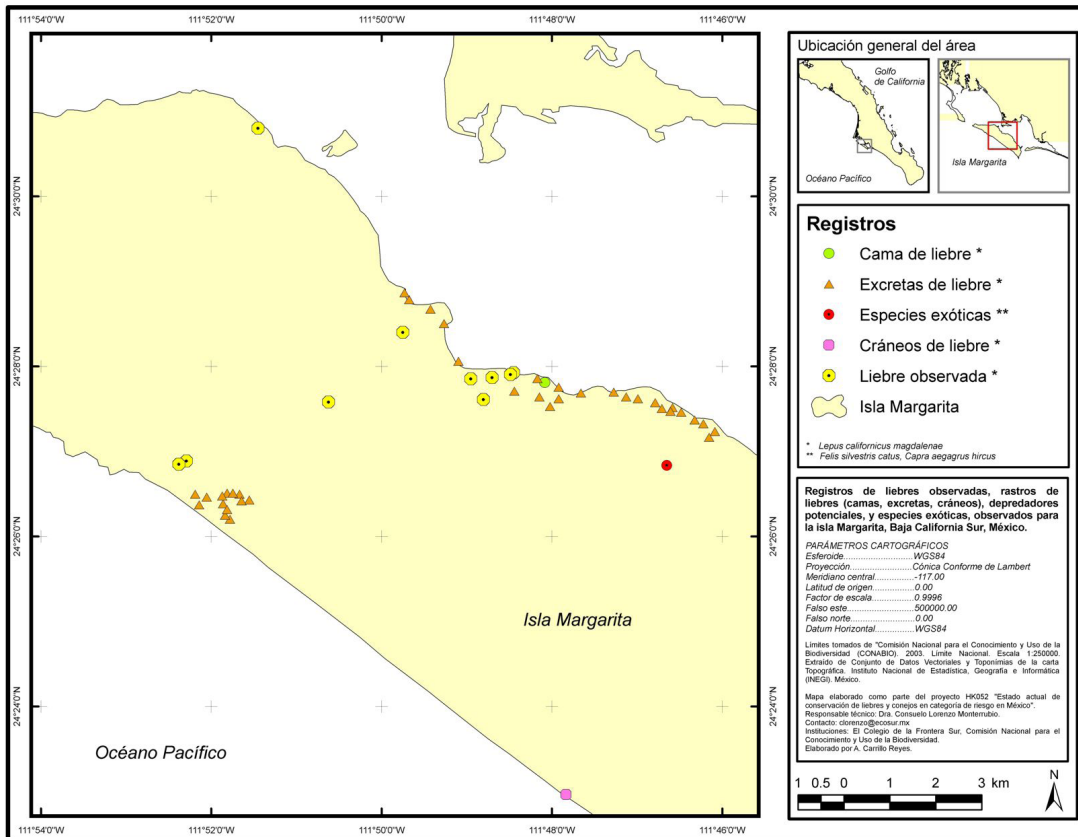 111°54'0"W 111°52'0"W 111°50'0"W 111°48'0"W 111°46'0"W
24°30'0"N 24°30'0"N
24°28'0"N 24°28'0"N
24°26'0"N 24°26'0"N
24°24'0"N 24°24'0"N
Isla Margarita
Océano Pacífico
111°54'0"W 111°52'0"W 111°50'0"W 111°48'0"W 111°46'0"W
Ubicación general del área
Golfo
de California
Océano Pacífico
Isla Margarita
Registros
Cama de liebre *
Excretas de liebre *
Especies exóticas **
Cráneos de liebre *
Liebre observada *
Isla Margarita
* Lepus californicus magdalenae
** Felis silvestris catus, Capra aegagrus hircus
Registros de liebres observadas, rastros de
liebres (camas, excretas, cráneos), depredadores
potenciales, y especies exóticas, observados para
la isla Margarita, Baja California Sur, México.
PARÁMETROS CARTOGRÁFICOS
Esferoide.........................WGS84
Proyección......................Cónica Conforme de Lambert
Meridiano central.............-117.00
Latitud de origen..............0.00
Factor de escala..............0.9996
Falso este.......................500000.00
Falso norte......................0.00
Datum Horizontal..............WGS84
Límites tomados de "Comisión Nacional para el Conocimiento y Uso de la
Biodiversidad (CONABIO). 2003. Límite Nacional. Escala 1:250000.
Extraído de Conjunto de Datos Vectoriales y Toponimias de la carta
Topográfica. Instituto Nacional de Estadística, Geografía e Informática
(INEGI). México.
Mapa elaborado como parte del proyecto HK052 "Estado actual de
conservación de liebres y conejos en categoría de riesgo en México".
Responsable técnico: Dra. Consuelo Lorenzo Monterrubio.
Contacto: clorenzo@ecosur.mx
Instituciones: El Colegio de la Frontera Sur, Comisión Nacional para el
Conocimiento y Uso de la Biodiversidad.
Elaborado por A. Carrillo Reyes.
1 0.5 0 1 2 3 km
N